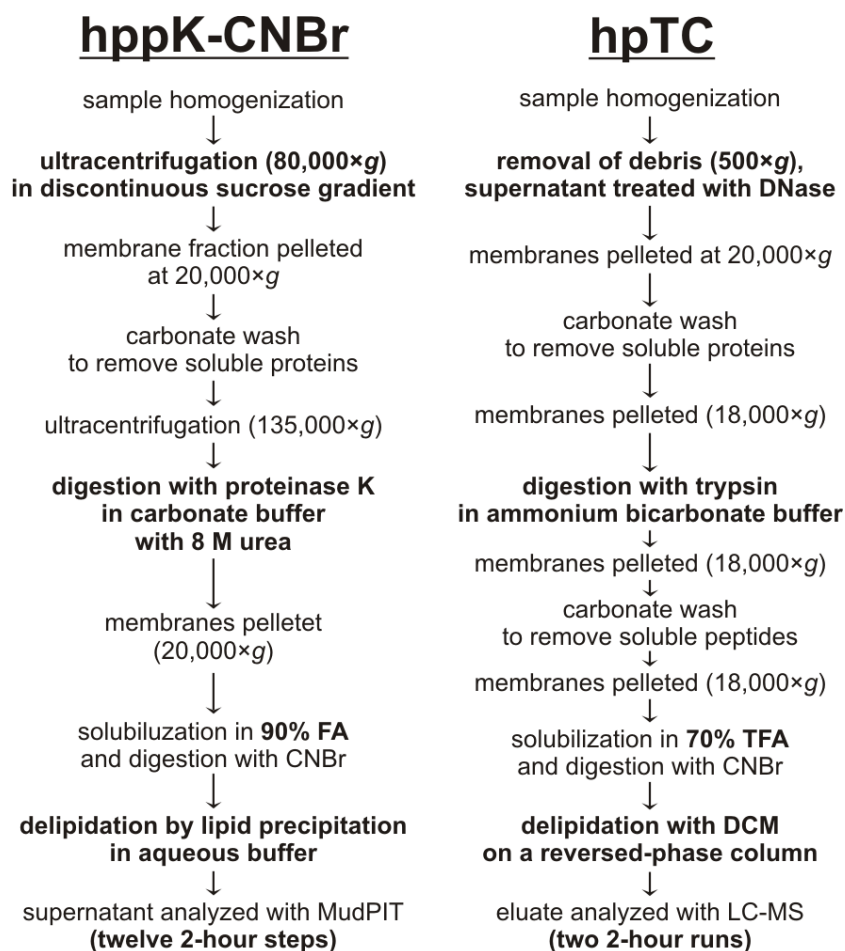 hppK-CNBr
sample homogenization
ultracentrifugation (80,000×g)
in discontinuous sucrose gradient
membrane fraction pelleted
at 20,000×g
carbonate wash
to remove soluble proteins
ultracentrifugation (135,000×g)
digestion with proteinase K
in carbonate buffer
with 8 M urea
membranes pelletet
(20,000×g)
solubiluzation in 90% FA
and digestion with CNBr
delipidation by lipid precipitation
in aqueous buffer
supernatant analyzed with MudPIT
(twelve 2-hour steps)
hpTC
sample homogenization
removal of debris (500×g),
supernatant treated with DNase
membranes pelleted at 20,000×g
carbonate wash
to remove soluble proteins
membranes pelleted (18,000×g)
digestion with trypsin
in ammonium bicarbonate buffer
membranes pelleted (18,000×g)
carbonate wash
to remove soluble peptides
membranes pelleted (18,000×g)
solubilization in 70% TFA
and digestion with CNBr
delipidation with DCM
on a reversed-phase column
eluate analyzed with LC-MS
(two 2-hour runs)